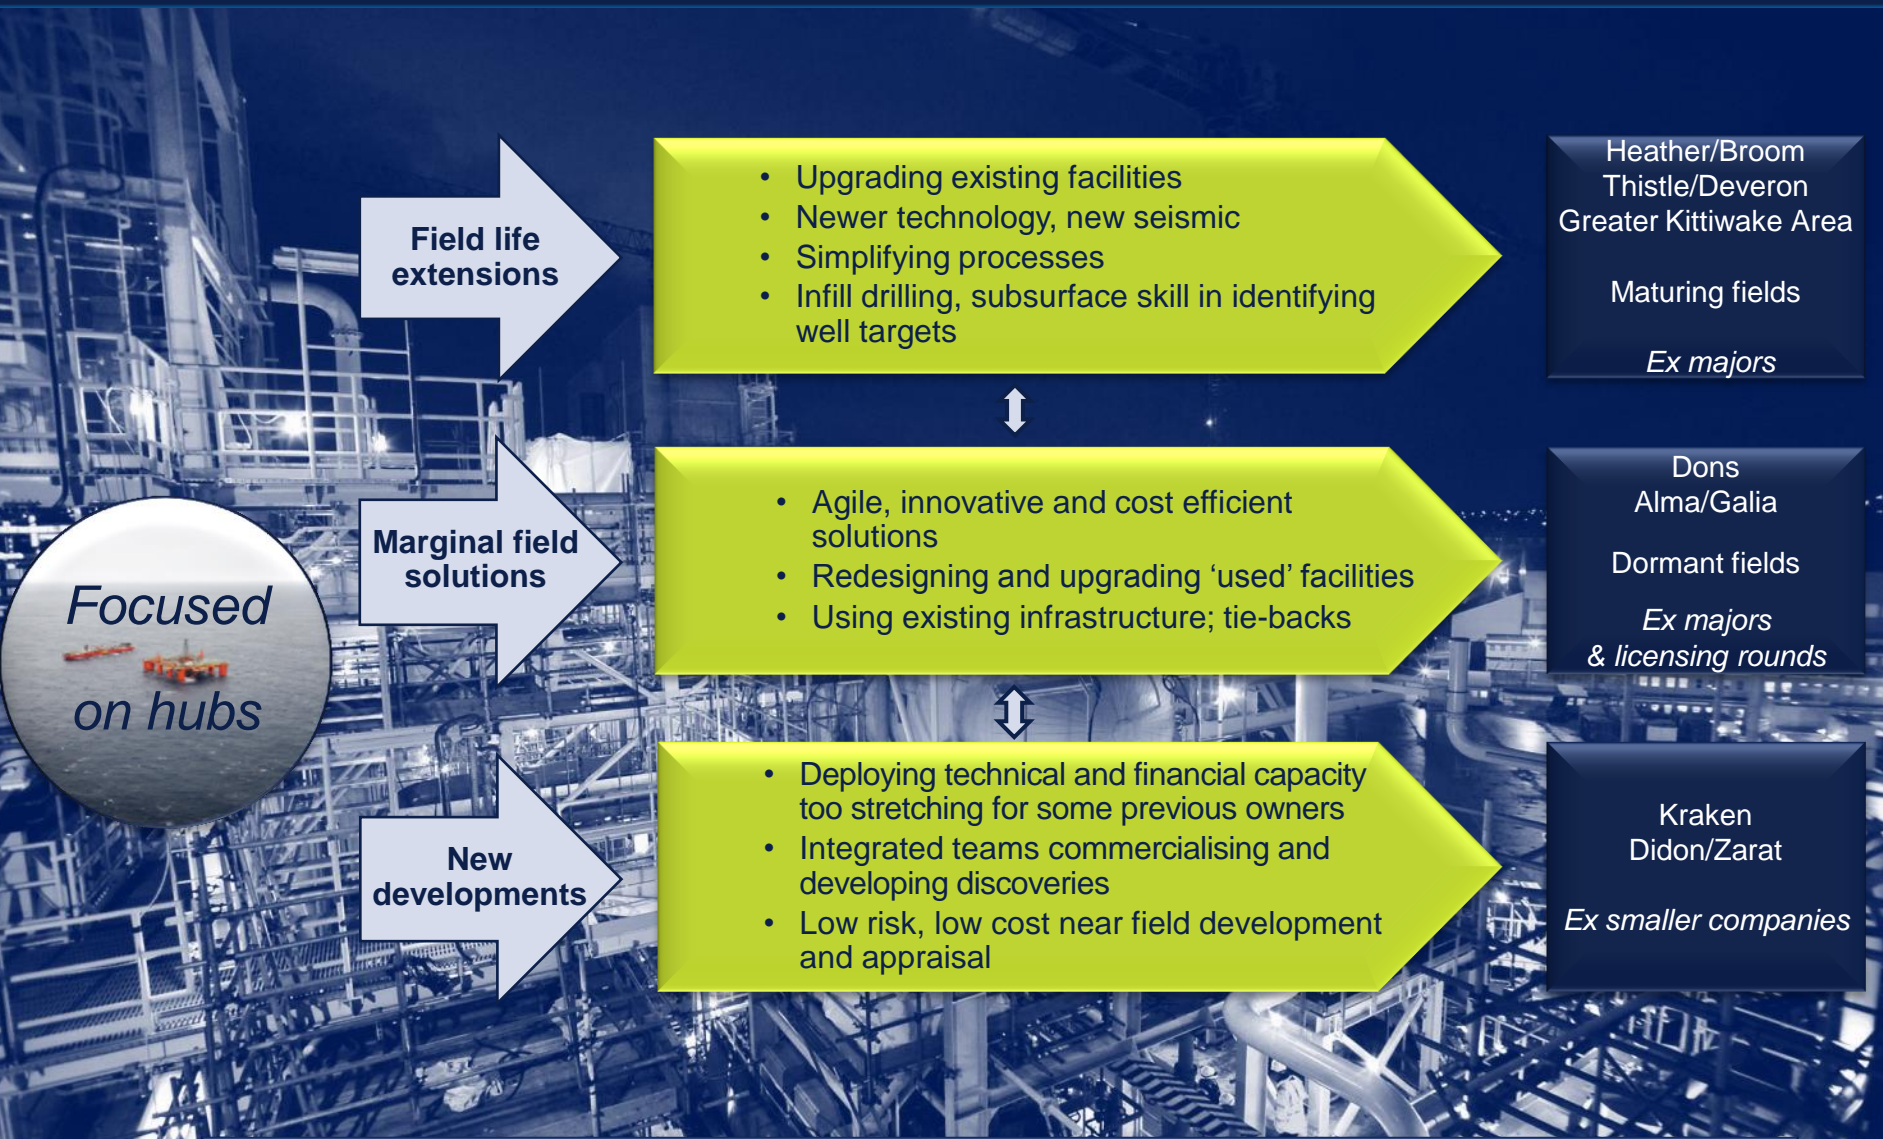 Focused
on hubs
Field life
extensions
• Upgrading existing facilities
• Newer technology, new seismic
• Simplifying processes
• Infill drilling, subsurface skill in identifying
well targets
Heather/Broom
Thistle/Deveron
Greater Kittiwake Area
Maturing fields
Ex majors
Marginal field
solutions
• Agile, innovative and cost efficient
solutions
• Redesigning and upgrading ‘used’ facilities
• Using existing infrastructure; tie-backs
Dons
Alma/Galia
Dormant fields
Ex majors
& licensing rounds
New
developments
• Deploying technical and financial capacity
too stretching for some previous owners
• Integrated teams commercialising and
developing discoveries
• Low risk, low cost near field development
and appraisal
Kraken
Didon/Zarat
Ex smaller companies